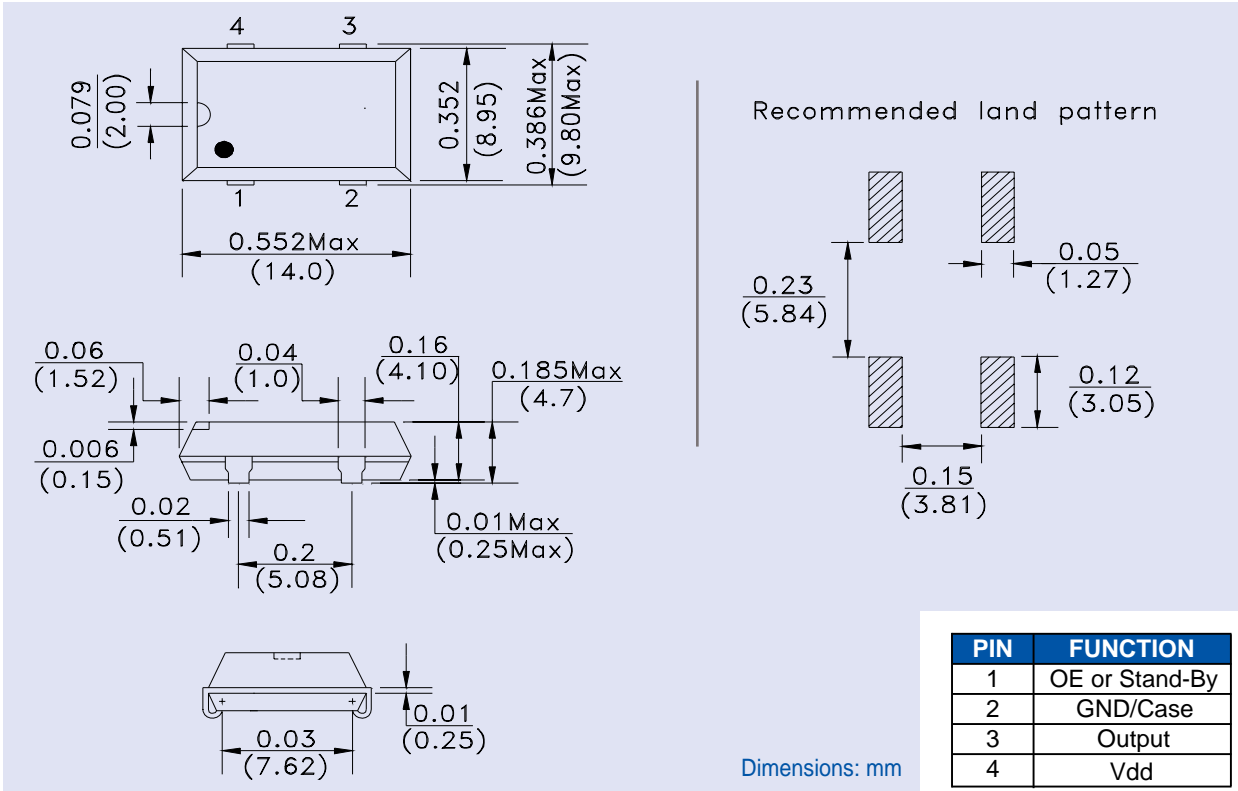 4 3
0.079
(2.00)
0.352
(8.95)
0.386Max
(9.80Max)
1 2
0.552Max
(14.0)
Recommended land pattern
0.05
(1.27)
0.23
(5.84)
0.12
(3.05)
0.15
(3.81)
0.06
(1.52)
0.04
(1.0)
0.16
(4.10)
0.185Max
(4.7)
0.006
(0.15)
0.02
(0.51)
0.2
(5.08)
0.01Max
(0.25Max)
0.01
(0.25)
0.03
(7.62)
Dimensions: mm
PIN FUNCTION
1 OE or Stand-By
2 GND/Case
3 Output
4 Vdd